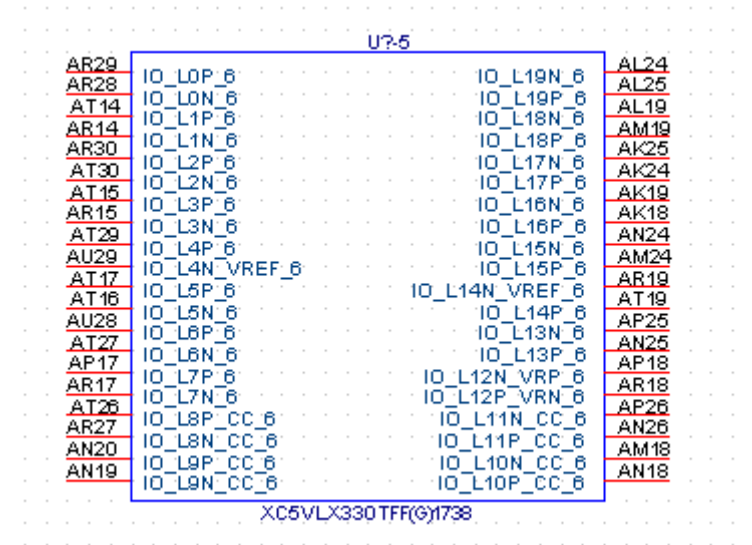 U?-5
AR29 IO_L0P_6 IO_L19N_6 AL24
AR28 IO_L0N_6 IO_L19P_6 AL25
AT14 IO_L1P_6 IO_L18N_6 AL19
AR14 IO_L1N_6 IO_L18P_6 AM19
AR30 IO_L2P_6 IO_L17N_6 AK25
AT30 IO_L2N_6 IO_L17P_6 AK24
AT15 IO_L3P_6 IO_L16N_6 AK19
AR15 IO_L3N_6 IO_L16P_6 AK18
AT29 IO_L4P_6 IO_L15N_6 AN24
AU29 IO_L4N_VREF_6 IO_L15P_6 AM24
AT17 IO_L5P_6 IO_L14N_VREF_6 AR19
AT16 IO_L5N_6 IO_L14P_6 AT19
AU28 IO_L6P_6 IO_L13N_6 AP25
AT27 IO_L6N_6 IO_L13P_6 AN25
AP17 IO_L7P_6 IO_L12N_VRP_6 AP18
AR17 IO_L7N_6 IO_L12P_VRN_6 AR18
AT26 IO_L8P_CC_6 IO_L11N_CC_6 AP26
AR27 IO_L8N_CC_6 IO_L11P_CC_6 AN26
AN20 IO_L9P_CC_6 IO_L10N_CC_6 AM18
AN19 IO_L9N_CC_6 IO_L10P_CC_6 AN18
XC5VLX330TFF(G)1738